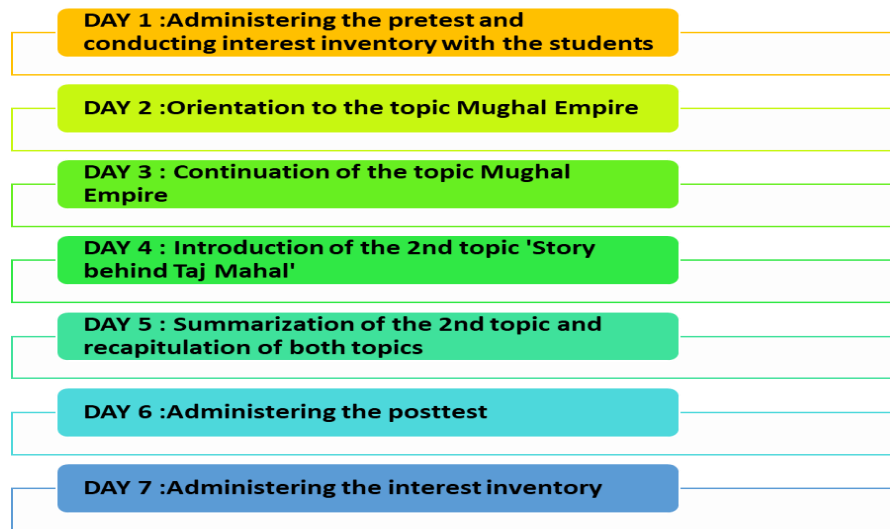 DAY 1 :Administering the pretest and
conducting interest inventory with the students
DAY 2 :Orientation to the topic Mughal Empire
DAY 3 : Continuation of the topic Mughal
Empire
DAY 4 : Introduction of the 2nd topic 'Story
behind Taj Mahal'
DAY 5 : Summarization of the 2nd topic and
recapitulation of both topics
DAY 6 :Administering the posttest
DAY 7 :Administering the interest inventory